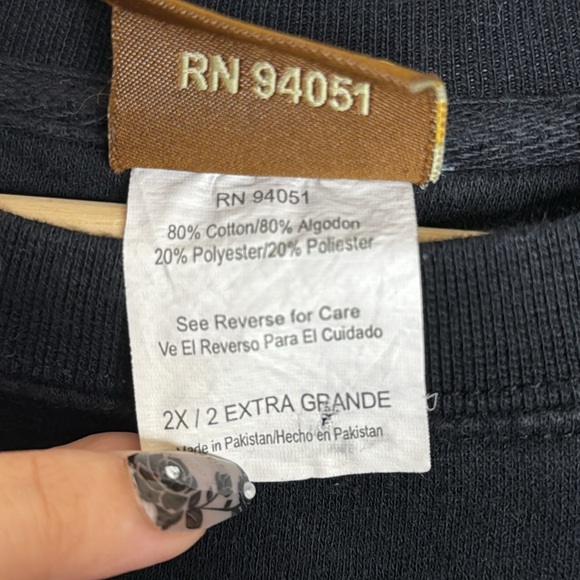 RN 94051
RN 94051
80% Cotton/80% Algodon
20% Polyester/20% Poliester
See Reverse for Care
Ve El Reverso Para El Cuidado
2X / 2 EXTRA GRANDE
Made in Pakistan/Hecho en Pakistan